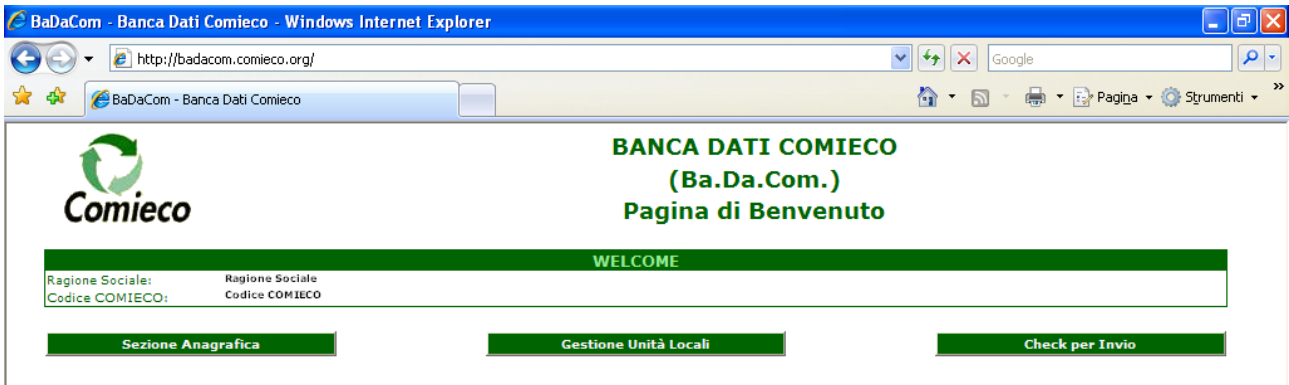 BaDaCom - Banca Dati Comieco - Windows Internet Explorer
http://badacom.comieco.org/
Google
BaDaCom - Banca Dati Comieco
Pagina
Strumenti
»
Comieco
BANCA DATI COMIECO
(Ba.Da.Com.)
Pagina di Benvenuto
WELCOME
Ragione Sociale: Ragione Sociale
Codice COMIECO: Codice COMIECO
Sezione Anagrafica
Gestione Unità Locali
Check per Invio